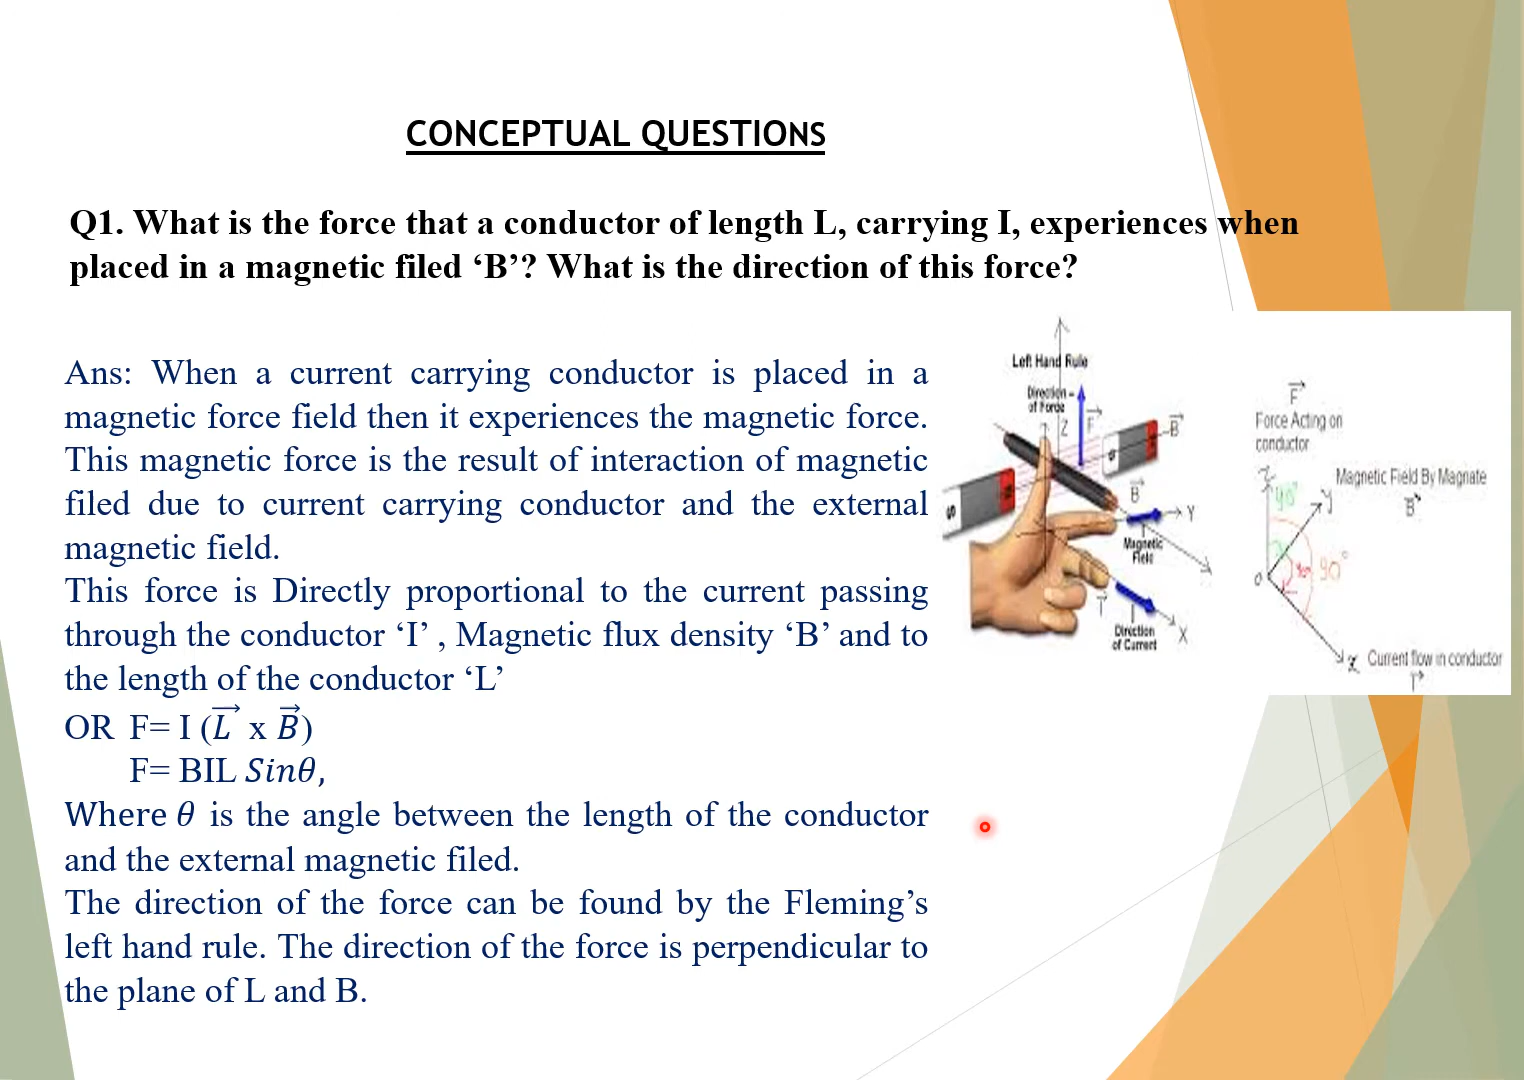 CONCEPTUAL QUESTIONS
Q1. What is the force that a conductor of length L, carrying I, experiences when
placed in a magnetic filed ‘B’? What is the direction of this force?
Ans: When a current carrying conductor is placed in a
magnetic force field then it experiences the magnetic force.
This magnetic force is the result of interaction of magnetic
filed due to current carrying conductor and the external
magnetic field.
This force is Directly proportional to the current passing
through the conductor ‘I’ , Magnetic flux density ‘B’ and to
the length of the conductor ‘L’
OR F= I (L⃗ x B⃗)
F= BIL Sinθ,
Where θ is the angle between the length of the conductor
and the external magnetic filed.
The direction of the force can be found by the Fleming’s
left hand rule. The direction of the force is perpendicular to
the plane of L and B.
Left Hand Rule
Direction
of Force
F⃗
Z
B⃗
S
B⃗
Y
Magnetic
Field
I⃗
Direction
of Current
X
F⃗
Force Acting on
conductor
Magnetic Field By Magnate
B⃗
90°
Y
O
90°
Current flow in conductor
I⃗